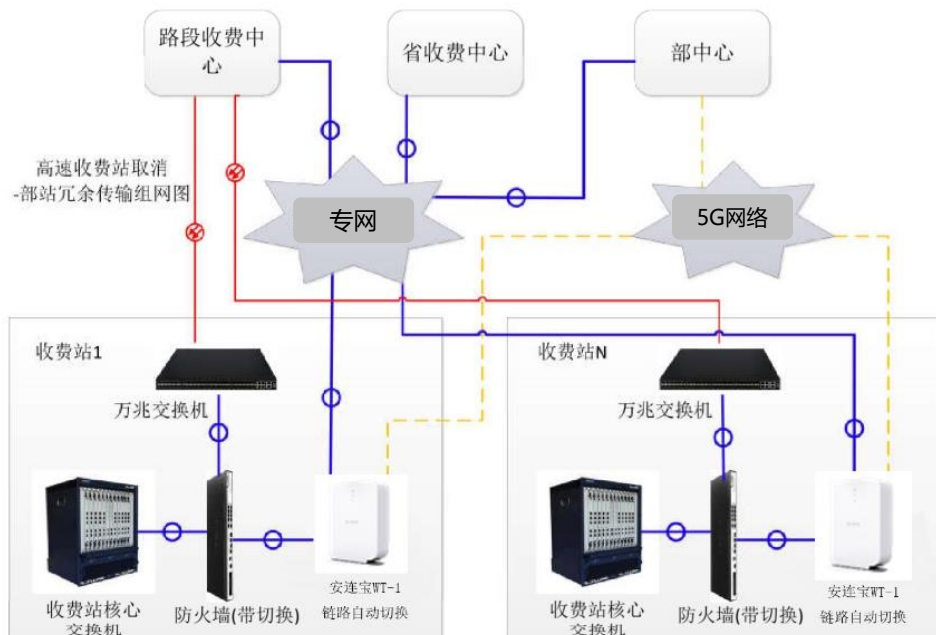 路段收费中
心
省收费中心
部中心
高速收费站取消
-部站冗余传输组网图
专网
5G网络
收费站1
万兆交换机
收费站核心
交换机
防火墙(带切换)
安连宝WT-1
链路自动切换
收费站N
万兆交换机
收费站核心
交换机
防火墙(带切换)
安连宝WT-1
链路自动切换